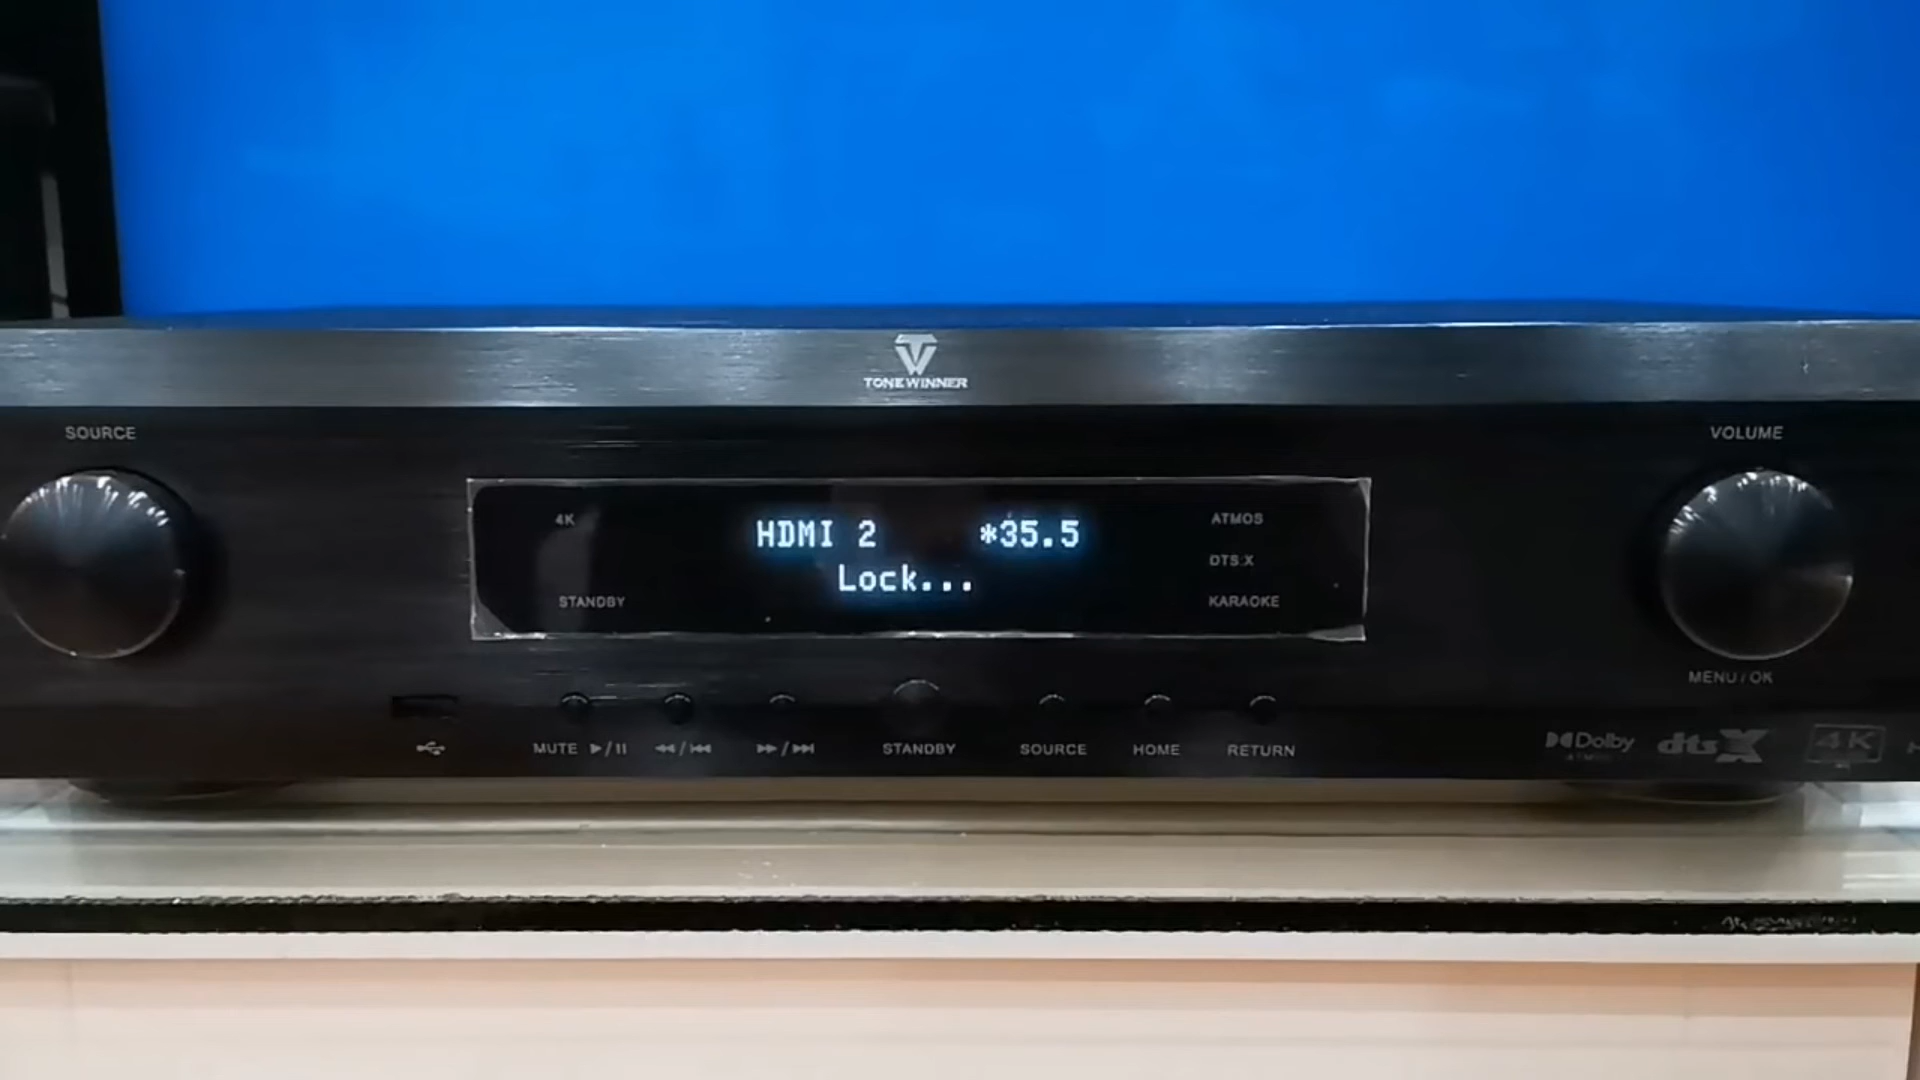 TONEWINNER
SOURCE
VOLUME
4K
HDMI 2 *35.5
ATMOS
Lock...
DTS:X
STANDBY
KARAOKE
MENU / OK
MUTE
STANDBY
SOURCE
HOME
RETURN
Dolby
ATMOS
dts X
4K